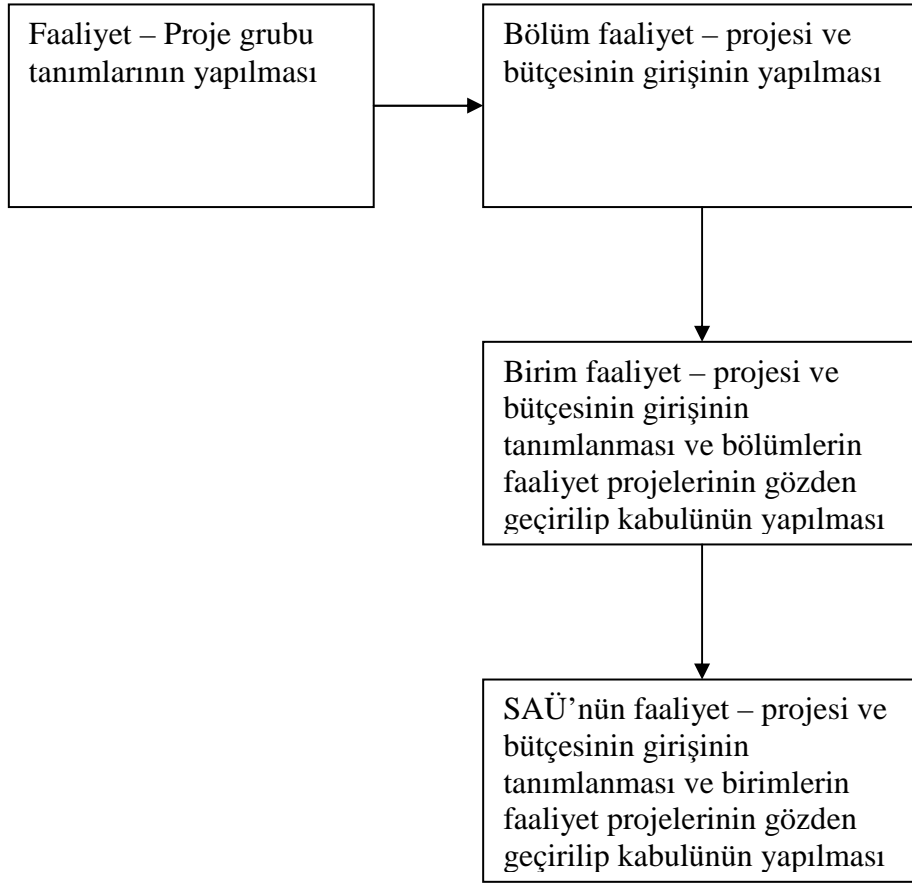 Faaliyet – Proje grubu
tanımlarının yapılması
Bölüm faaliyet – projesi ve
bütçesinin girişinin yapılması
Birim faaliyet – projesi ve
bütçesinin girişinin
tanımlanması ve bölümlerin
faaliyet projelerinin gözden
geçirilip kabulünün yapılması
SAÜ’nün faaliyet – projesi ve
bütçesinin girişinin
tanımlanması ve birimlerin
faaliyet projelerinin gözden
geçirilip kabulünün yapılması